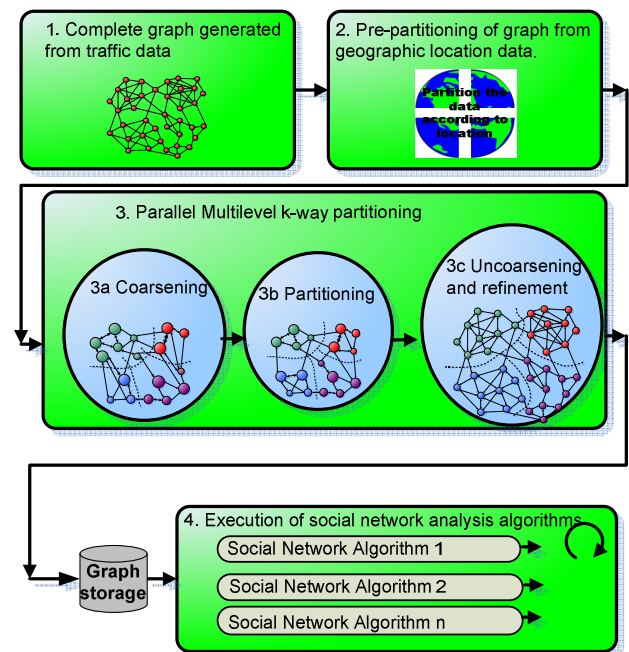 1. Complete graph generated
from traffic data
2. Pre-partitioning of graph from
geographic location data.
Partition the
data
according to
location
3. Parallel Multilevel k-way partitioning
3a Coarsening
3b Partitioning
3c Uncoarsening
and refinement
Graph
storage
4. Execution of social network analysis algorithms
Social Network Algorithm 1
Social Network Algorithm 2
Social Network Algorithm n